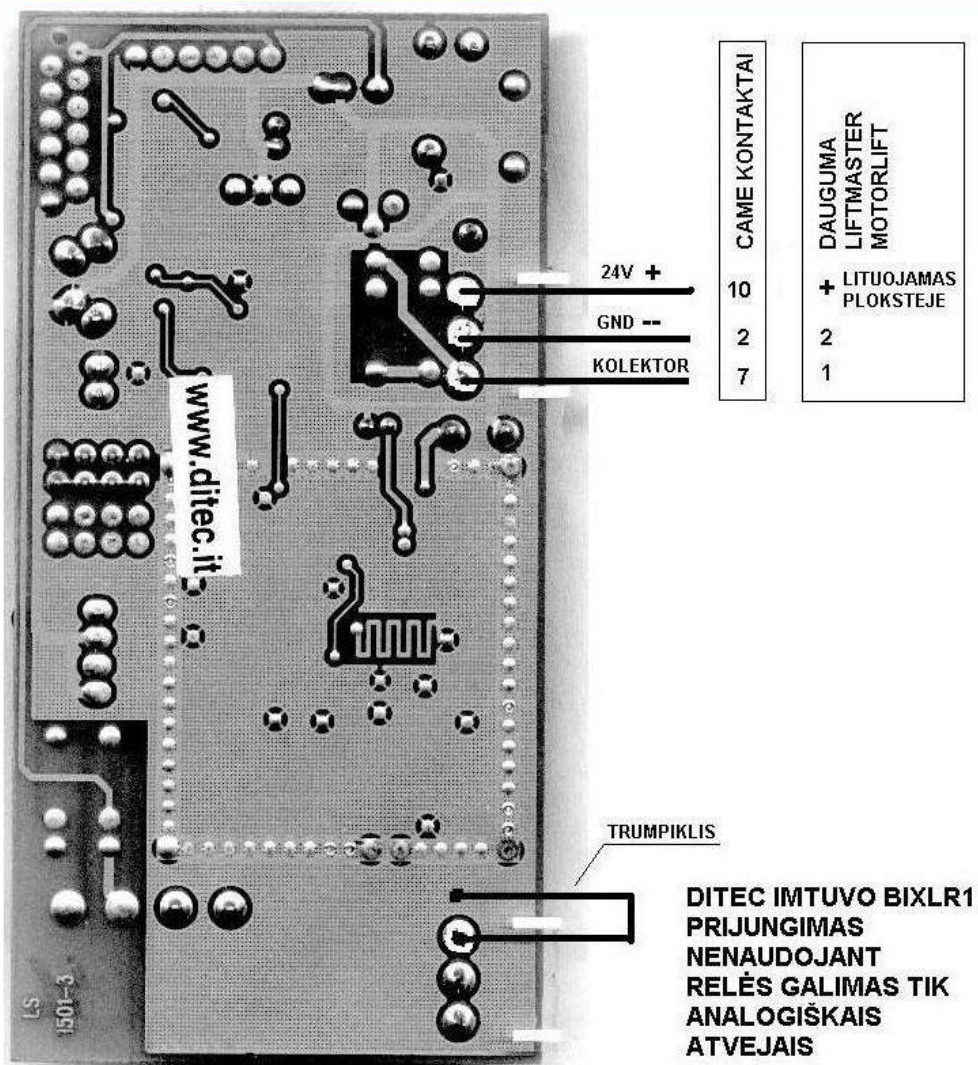 CAME KONTAKTAI
DAUGUMA
LIFTMASTER
MOTORLIFT
24V +
10
+ LITUOJAMAS
PLOKSTEJE
GND --
2
2
KOLEKTOR
7
1
www.ditec.it
TRUMPIKLIS
DITEC IMTUVO BIXLR1
PRIJUNGIMAS
NENAUDOJANT
RELĖS GALIMAS TIK
ANALOGIŠKAIS
ATVEJAIS
LS
1501-3